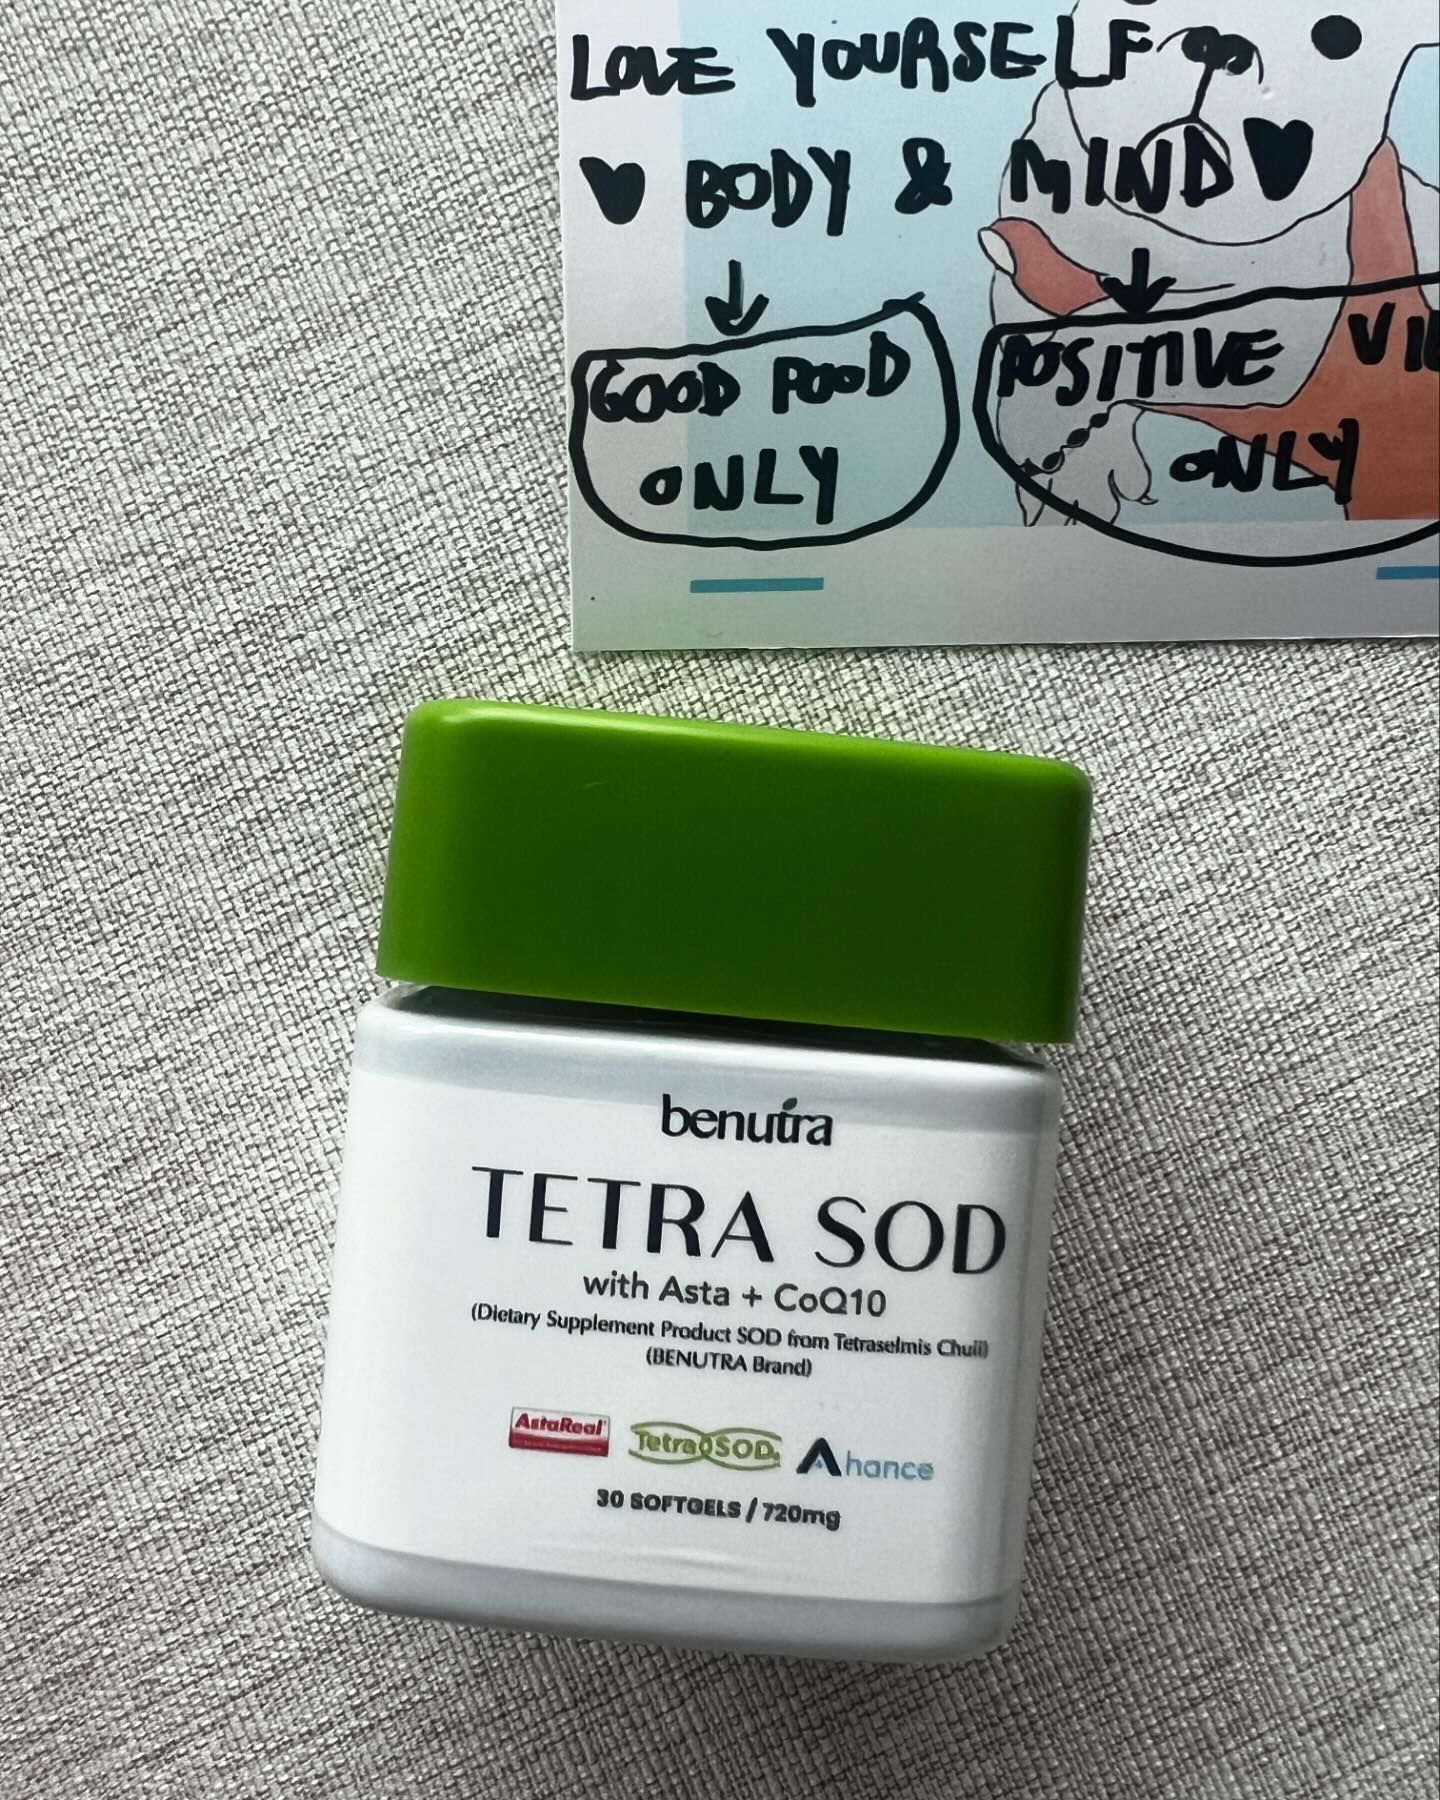 LOVE YOURSELF
♥ BODY & MIND ♥
↓ ↓
GOOD FOOD POSITIVE
ONLY ONLY
benutra
TETRA SOD
with Asta + CoQ10
(Dietary Supplement Product SOD from Tetraselmis Chuii)
(BENUTRA Brand)
AstaReal TetraSOD Ahance
30 SOFTGELS / 720mg